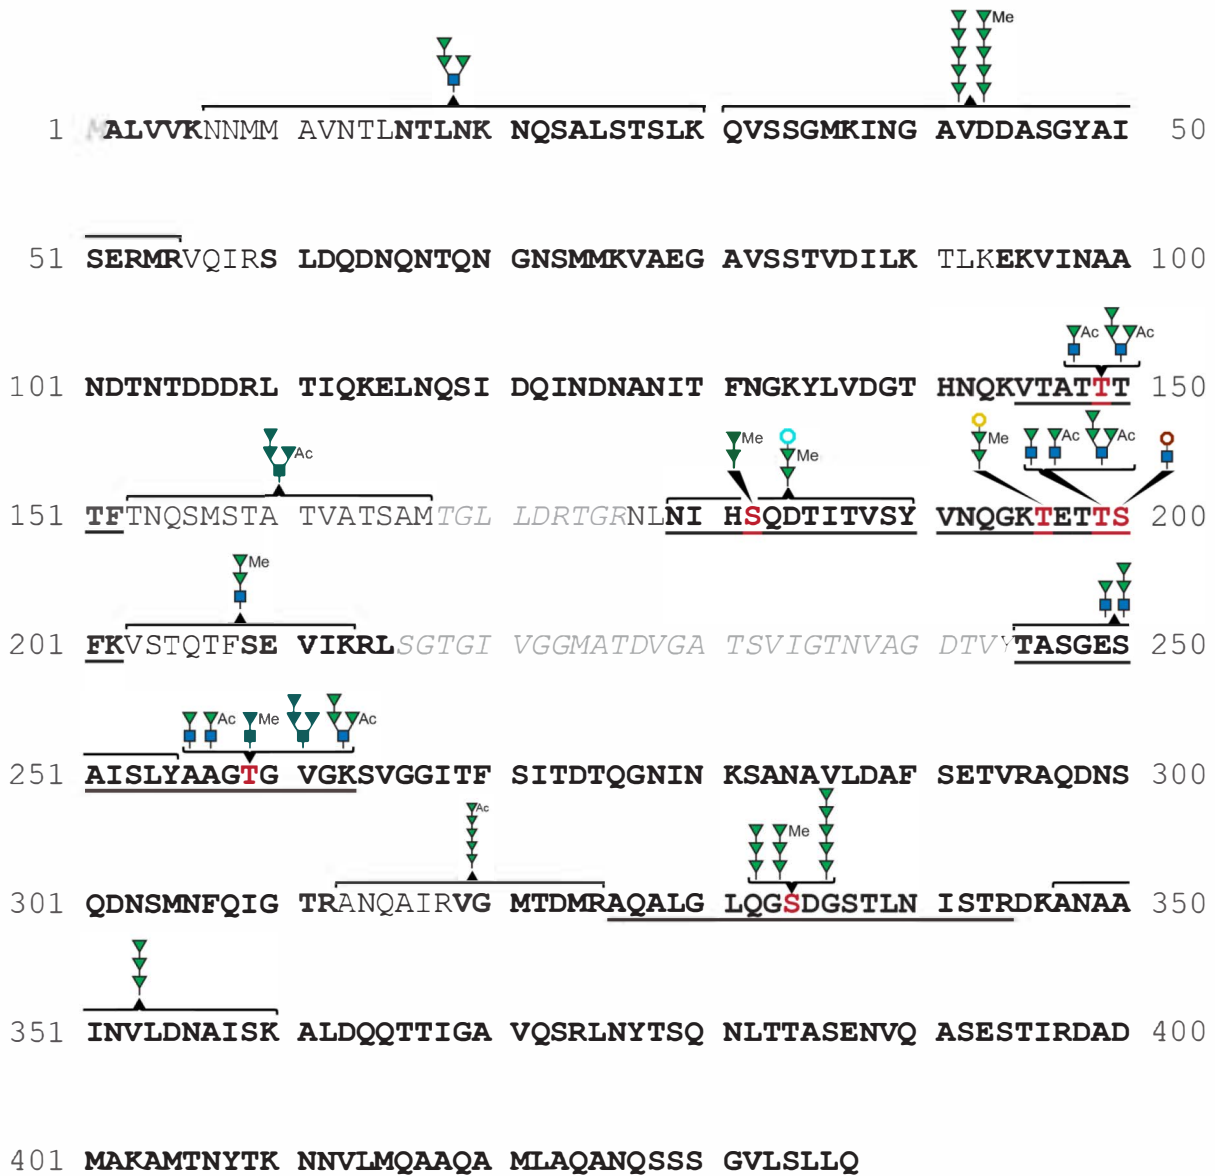 Me
1 MALVVKNNMM AVNTLNTLNK NQSALSTSLK QVSSGMKING AVDDASGYAI 50
51 SERMRVQIRS LDQDNQNTQN GNSMMKVAEG AVSSTVDILK TLKEKVINAA 100
Ac Ac
101 NDTNTDDDRL TIQKELNQSI DQINDNANIT FNGKYLVDGT HNQKVTATTT 150
Ac Me Me Me Ac Ac
151 TFTNQSMSTA TVATSAMTGL LDRTGRNLNI HSQDTITVSY VNQGKTETTS 200
Me
201 FKVSTQTFSE VIKRLSGTGI VGGMATDVGA TSVIGTNVAG DTVYTASGES 250
Ac Me Ac
251 AISLYAAGTG VGKSVGGITF SITDTQGNIN KSANAVLDAF SETVRAQDNS 300
Ac Me
301 QDNSMNFQIG TRANQAIRVG MTDMRAQALG LQGSDGSTLN ISTRDKANAA 350
351 INVLDNAISK ALDQQTTIGA VQSRLNYTSQ NLTTASENVQ ASESTIRDAD 400
401 MAKAMTNYTK NNVLMQAAQA MLAQANQSSS GVLSLLQ